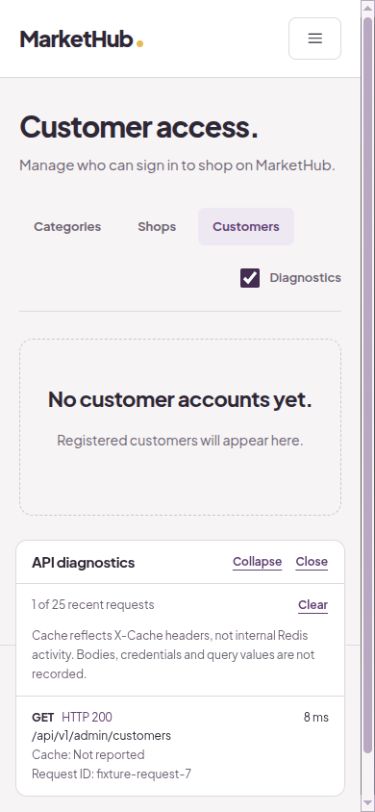 MarketHub.
Customer access.
Manage who can sign in to shop on MarketHub.
Categories Shops Customers
Diagnostics
No customer accounts yet.
Registered customers will appear here.
API diagnostics Collapse Close
1 of 25 recent requests Clear
Cache reflects X-Cache headers, not internal Redis
activity. Bodies, credentials and query values are not
recorded.
GET HTTP 200 8 ms
/api/v1/admin/customers
Cache: Not reported
Request ID: fixture-request-7